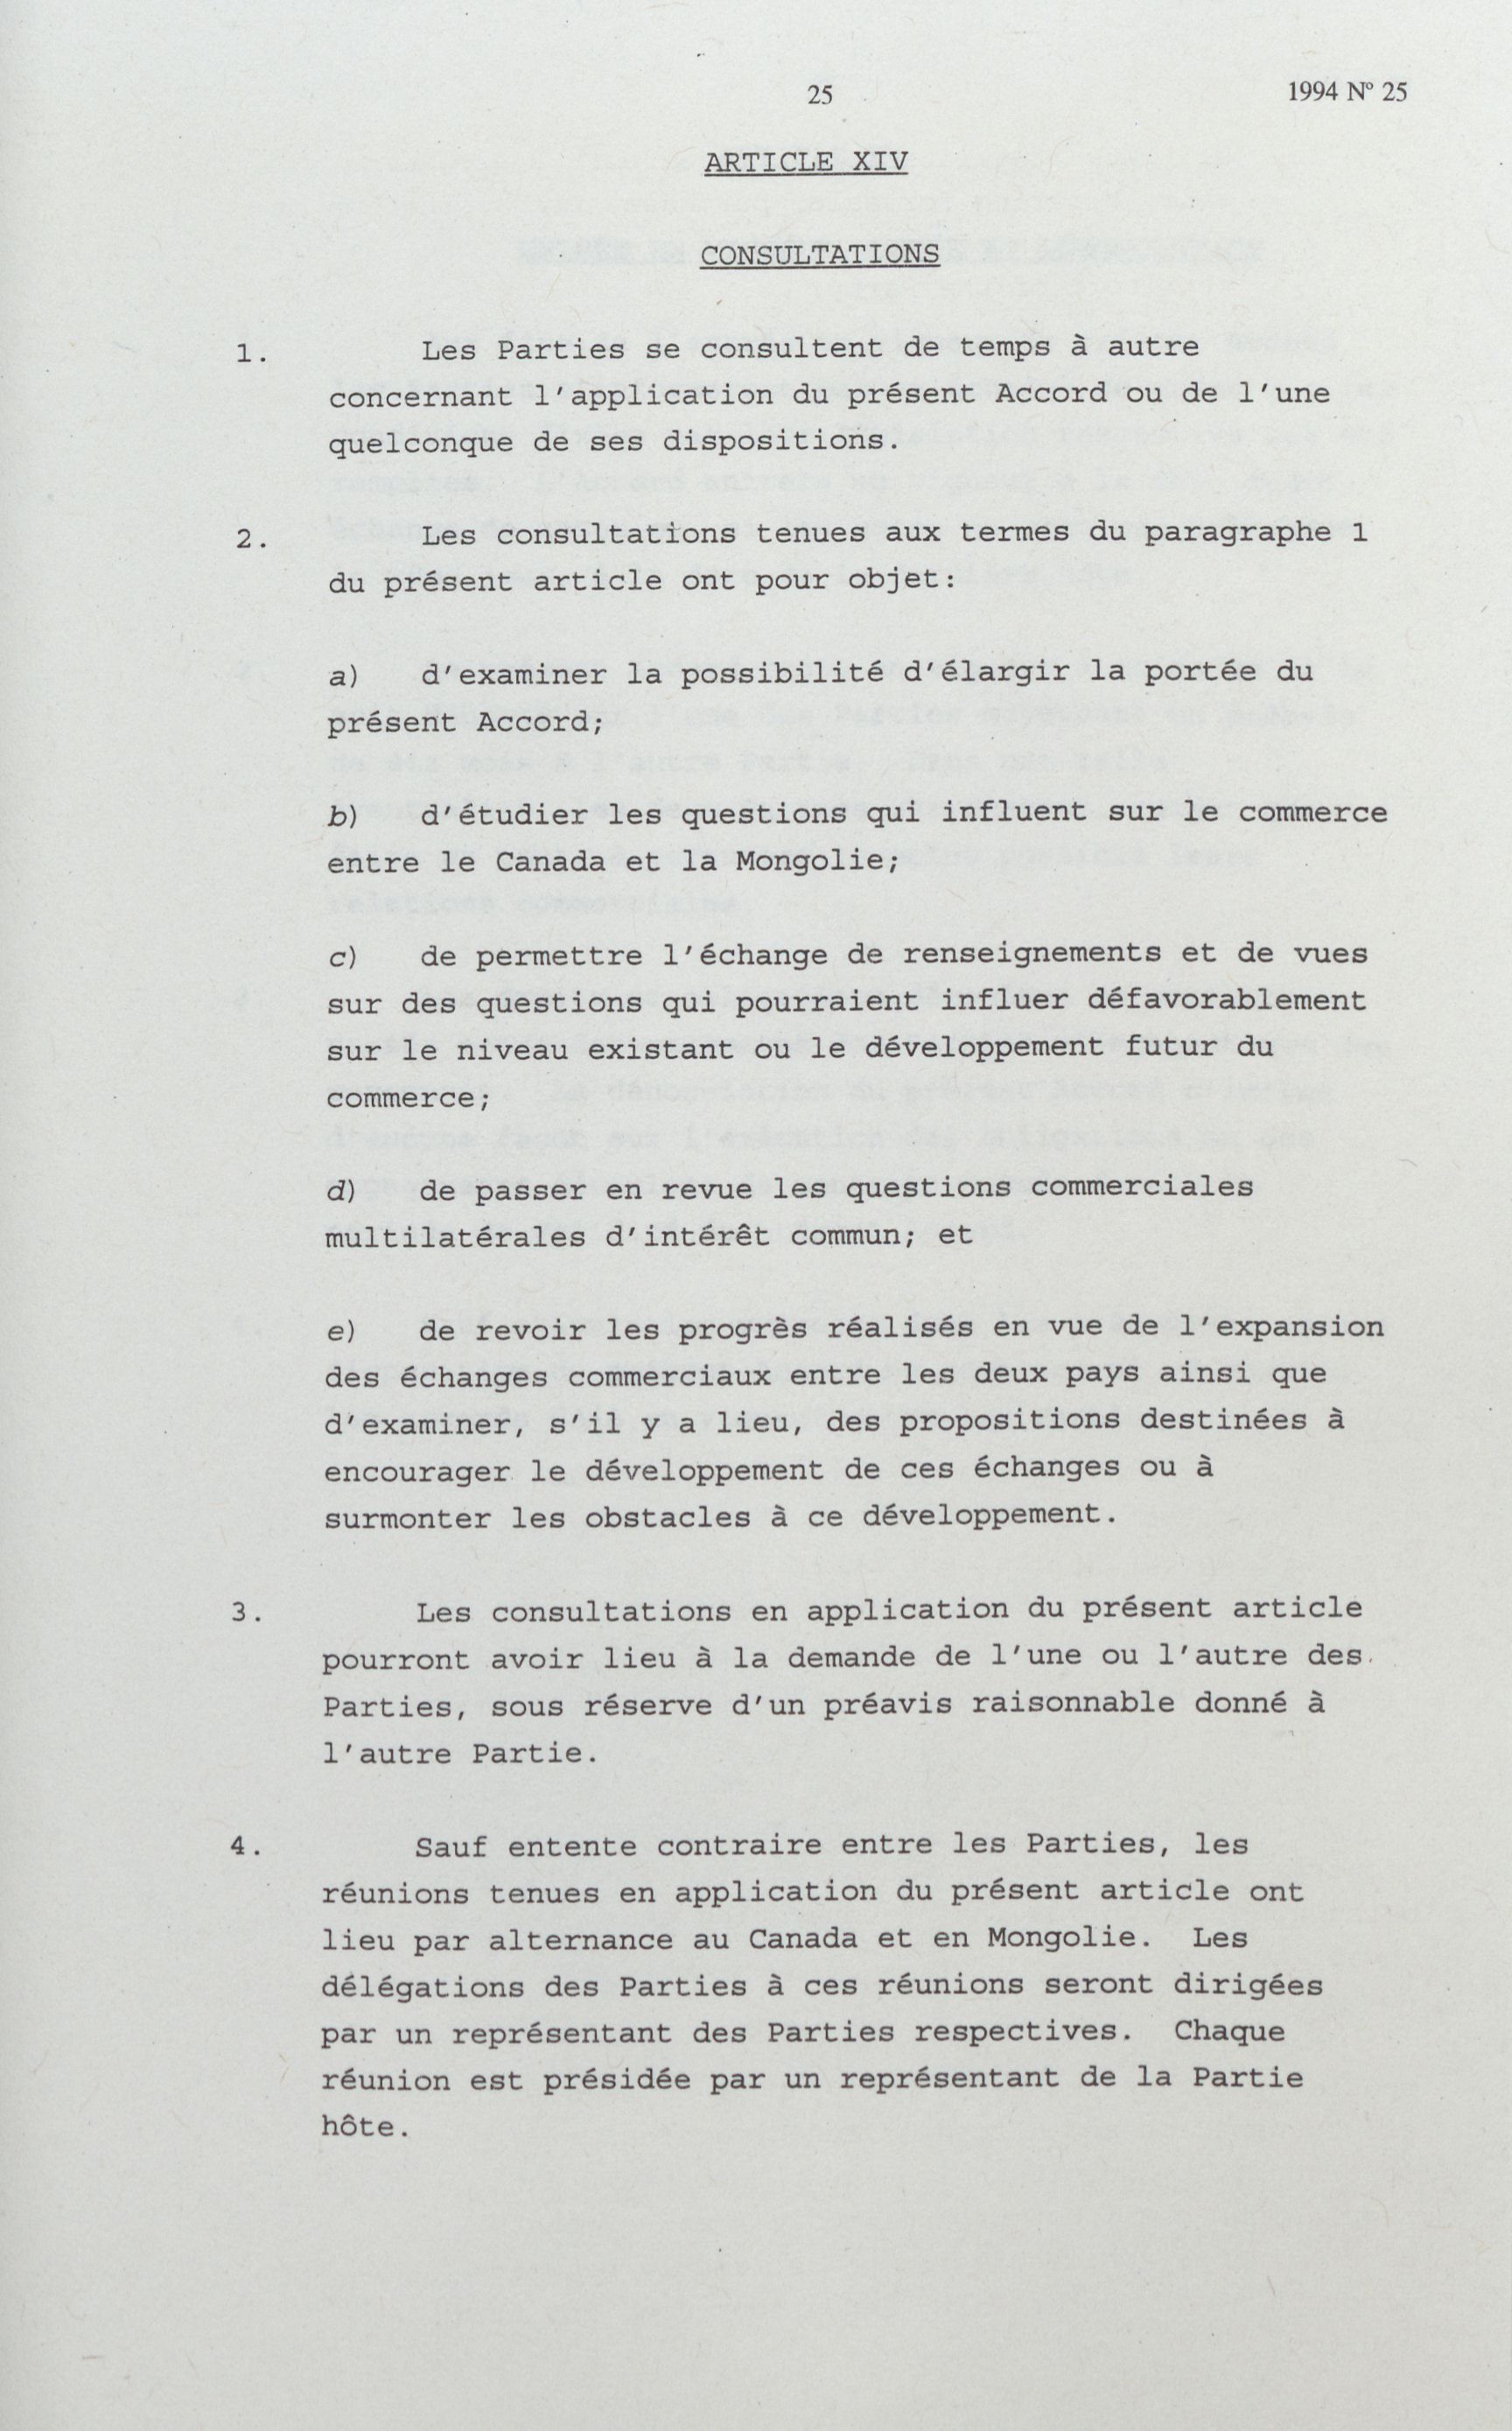 25
1994 Nº 25
ARTICLE XIV
CONSULTATIONS
1. Les Parties se consultent de temps à autre
concernant l'application du présent Accord ou de l'une
quelconque de ses dispositions.
2. Les consultations tenues aux termes du paragraphe 1
du présent article ont pour objet:
a) d'examiner la possibilité d'élargir la portée du
présent Accord;
b) d'étudier les questions qui influent sur le commerce
entre le Canada et la Mongolie;
c) de permettre l'échange de renseignements et de vues
sur des questions qui pourraient influer défavorablement
sur le niveau existant ou le développement futur du
commerce;
d) de passer en revue les questions commerciales
multilatérales d'intérêt commun; et
e) de revoir les progrès réalisés en vue de l'expansion
des échanges commerciaux entre les deux pays ainsi que
d'examiner, s'il y a lieu, des propositions destinées à
encourager le développement de ces échanges ou à
surmonter les obstacles à ce développement.
3. Les consultations en application du présent article
pourront avoir lieu à la demande de l'une ou l'autre des
Parties, sous réserve d'un préavis raisonnable donné à
l'autre Partie.
4. Sauf entente contraire entre les Parties, les
réunions tenues en application du présent article ont
lieu par alternance au Canada et en Mongolie. Les
délégations des Parties à ces réunions seront dirigées
par un représentant des Parties respectives. Chaque
réunion est présidée par un représentant de la Partie
hôte.